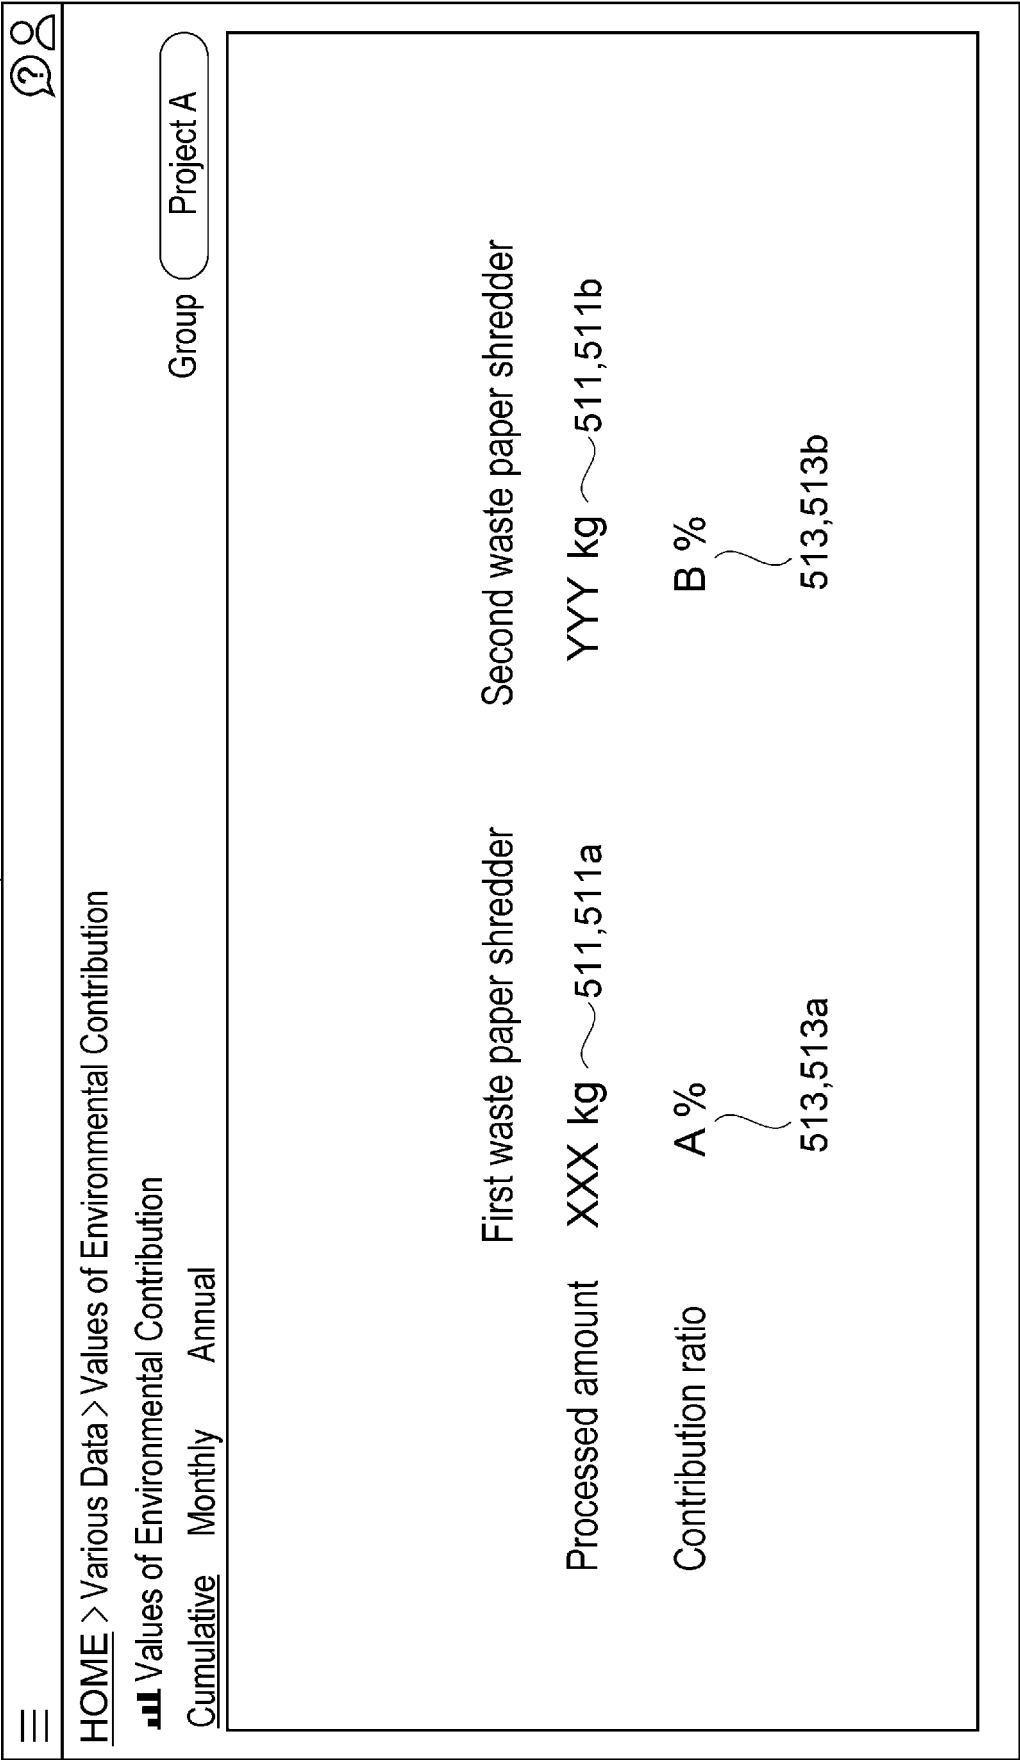 ?
HOME > Various Data > Values of Environmental Contribution
Values of Environmental Contribution
Cumulative Monthly Annual
Group Project A
First waste paper shredder Second waste paper shredder
Processed amount XXX kg 511,511a YYY kg 511,511b
Contribution ratio A % B %
513,513a 513,513b